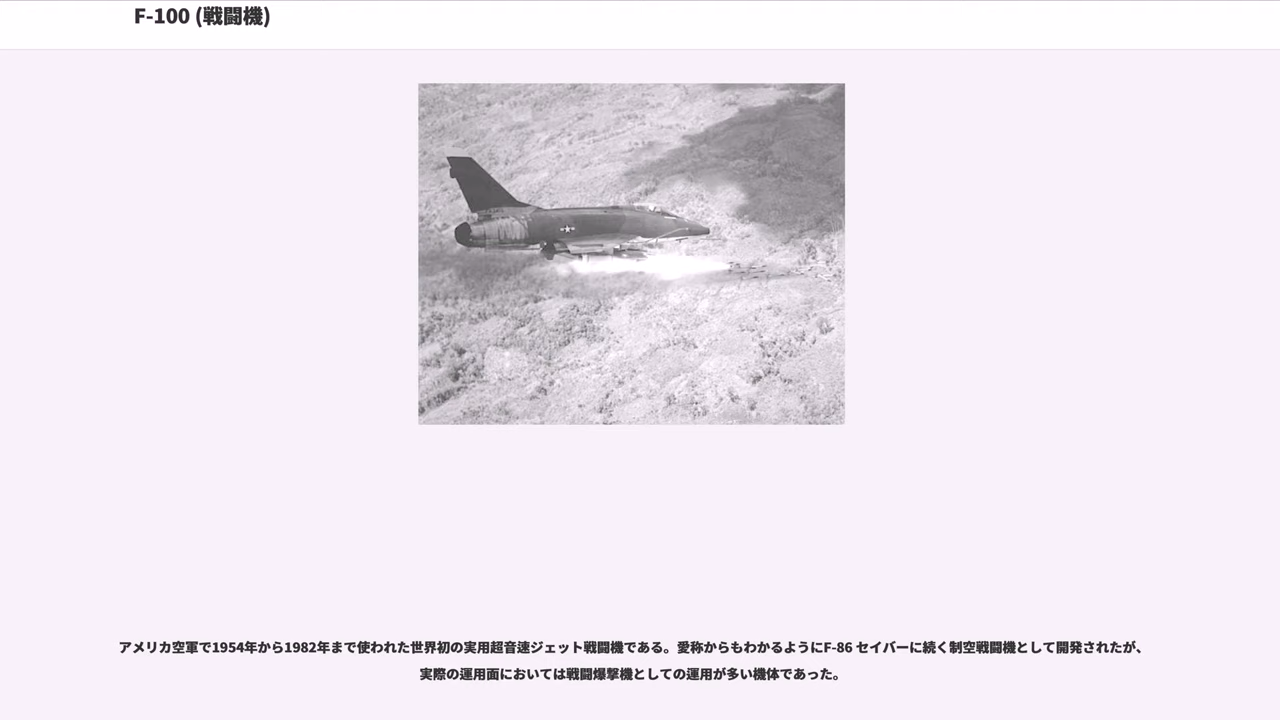 F-100 (戦闘機)
アメリカ空軍で1954年から1982年まで使われた世界初の実用超音速ジェット戦闘機である。愛称からもわかるようにF-86 セイバーに続く制空戦闘機として開発されたが、
実際の運用面においては戦闘爆撃機としての運用が多い機体であった。